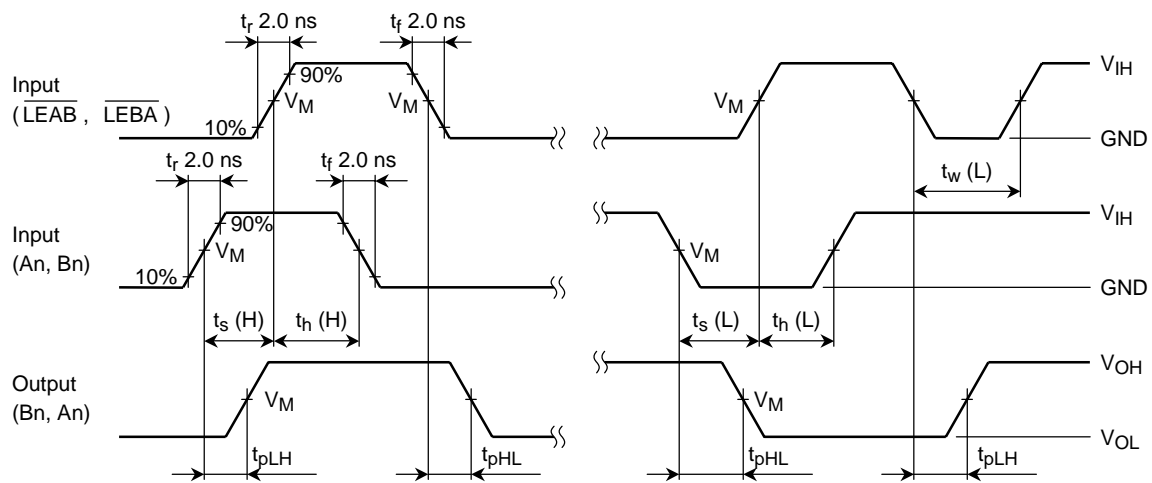 tr 2.0 ns
tf 2.0 ns
Input
(LEAB , LEBA)
90%
VM
VM
10%
VM
VIH
GND
tw (L)
tr 2.0 ns
tf 2.0 ns
Input
(An, Bn)
90%
VM
10%
VM
VIH
GND
ts (H)
th (H)
ts (L)
th (L)
Output
(Bn, An)
VM
VM
VOH
VOL
tpLH
tpHL
tpHL
tpLH